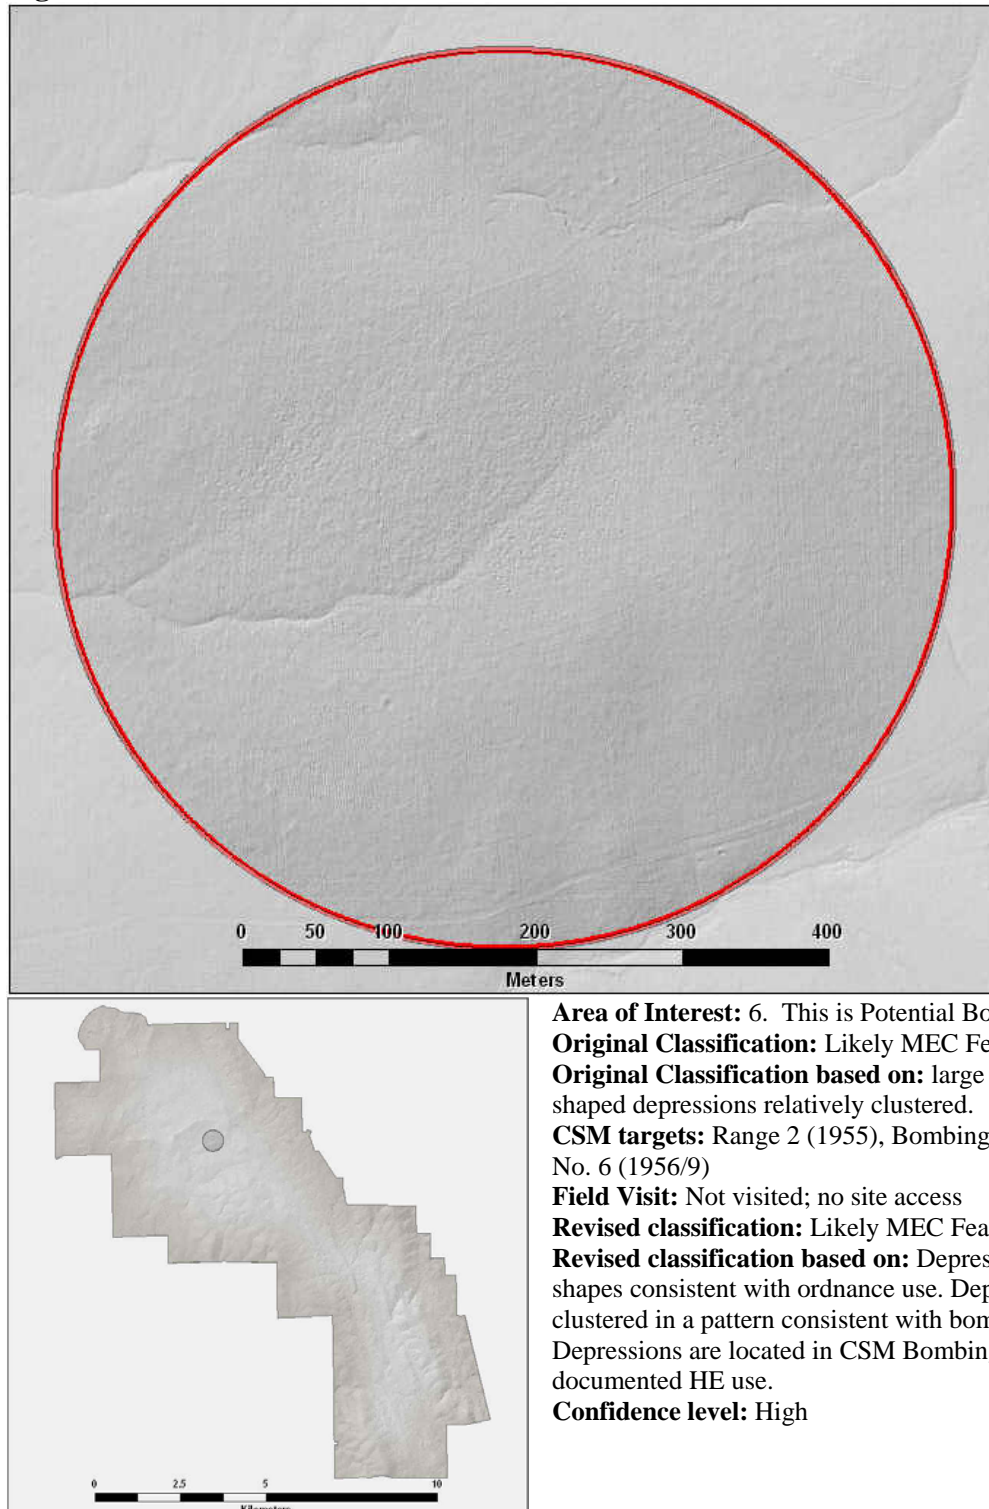 0 50 100 200 300 400
Meters
Area of Interest: 6. This is Potential Bo
Original Classification: Likely MEC Fe
Original Classification based on: large
shaped depressions relatively clustered.
CSM targets: Range 2 (1955), Bombing
No. 6 (1956/9)
Field Visit: Not visited; no site access
Revised classification: Likely MEC Fea
Revised classification based on: Depres
shapes consistent with ordnance use. Dep
clustered in a pattern consistent with bom
Depressions are located in CSM Bombin
documented HE use.
Confidence level: High
0 2.5 5 10